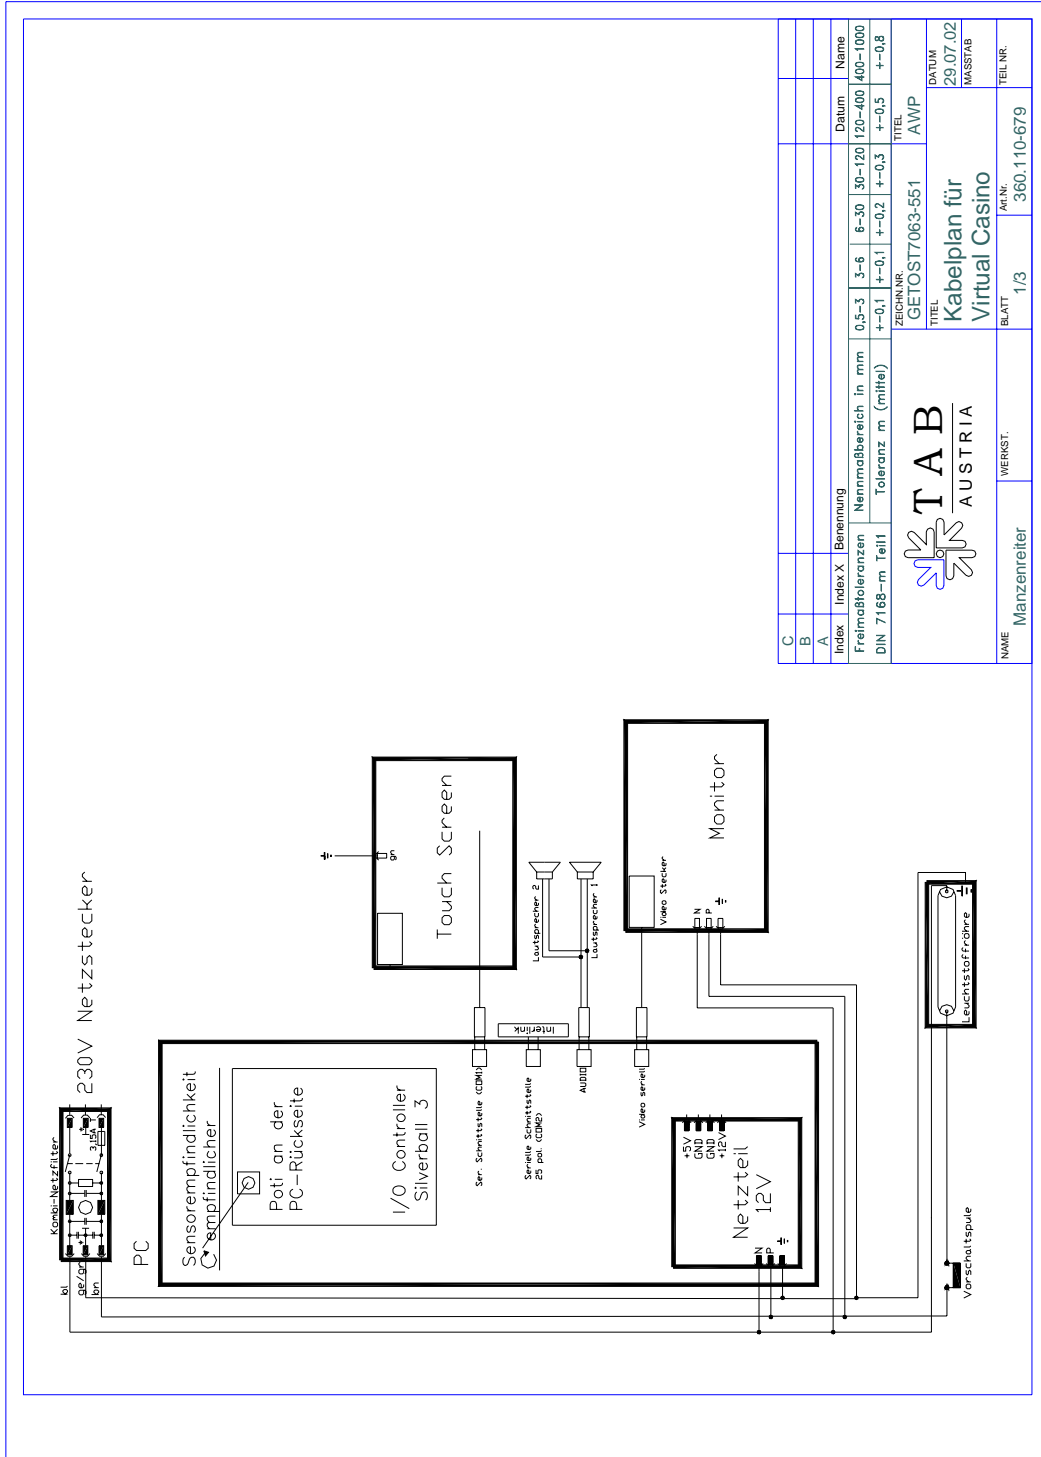 230V Netzstecker
Kombi-Netzfilter
3,15A T
bl
ge/gr
bn
PC
Sensorempfindlichkeit
empfindlicher
Poti an der
PC-Rückseite
I/O Controller
Silverball 3
Touch Screen
gn
Ser. Schnittstelle (COM1)
Interlink
Serielle Schnittstelle
25 pol. (COM2)
Lautsprecher 2
Lautsprecher 1
AUDIO
Video seriell
Video Stecker
Monitor
N
P
Netzteil
12V
+5V
GND
GND
+12V
N
P
Leuchtstoffröhre
Vorschaltspule
C
B
A
Index Index X Benennung Datum Name
Freimaßtoleranzen Nennmaßbereich in mm 0,5-3 3-6 6-30 30-120 120-400 400-1000
DIN 7168-m Teil1 Toleranz m (mittel) +-0,1 +-0,1 +-0,2 +-0,3 +-0,5 +-0,8
TAB
AUSTRIA
ZEICHN.NR.
GETOST7063-551
TITEL
AWP
TITEL
Kabelplan für
Virtual Casino
DATUM
29.07.02
MASSTAB
NAME
Manzenreiter
WERKST.
BLATT
1/3
Art.Nr.
360.110-679
TEIL NR.